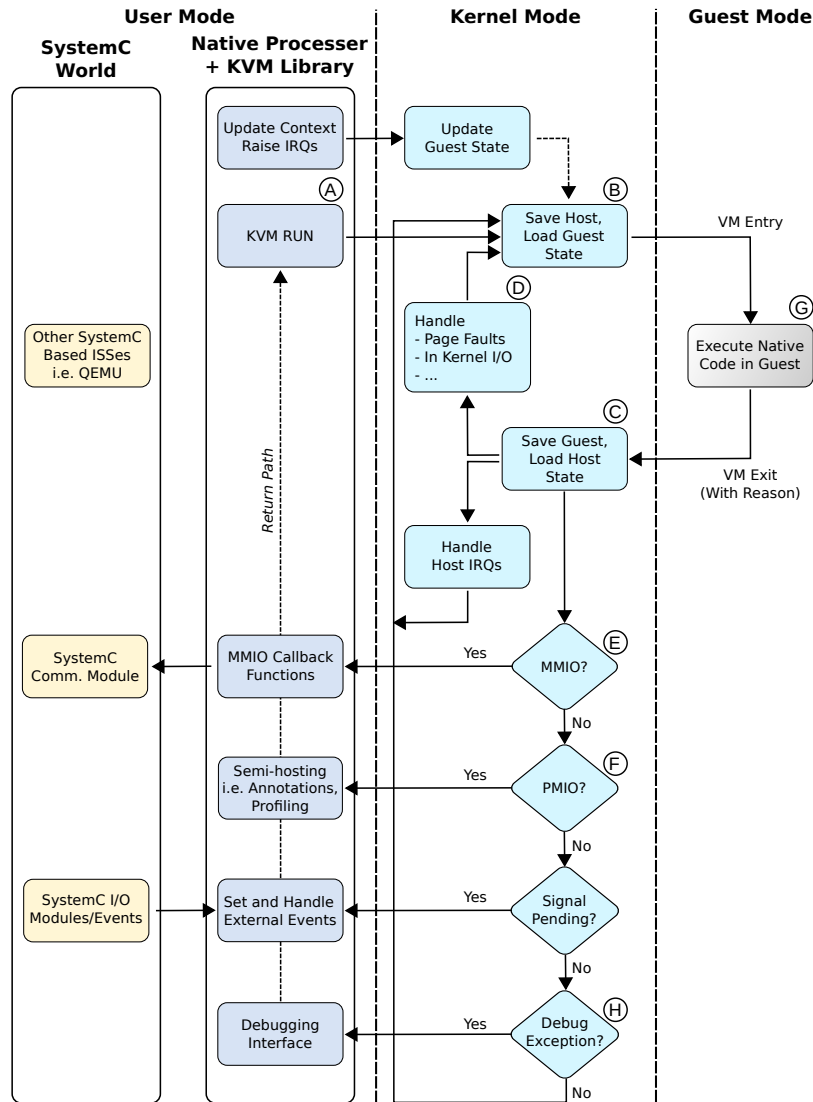 User Mode
Kernel Mode
Guest Mode
SystemC
World
Native Processer
+ KVM Library
Update Context
Raise IRQs
Update
Guest State
A
KVM RUN
B
Save Host,
Load Guest
State
VM Entry
D
Handle
- Page Faults
- In Kernel I/O
- ...
G
Execute Native
Code in Guest
Other SystemC
Based ISSes
i.e. QEMU
Return Path
C
Save Guest,
Load Host
State
VM Exit
(With Reason)
Handle
Host IRQs
SystemC
Comm. Module
MMIO Callback
Functions
Yes
E
MMIO?
No
Semi-hosting
i.e. Annotations,
Profiling
Yes
F
PMIO?
No
SystemC I/O
Modules/Events
Set and Handle
External Events
Yes
Signal
Pending?
No
Debugging
Interface
Yes
H
Debug
Exception?
No